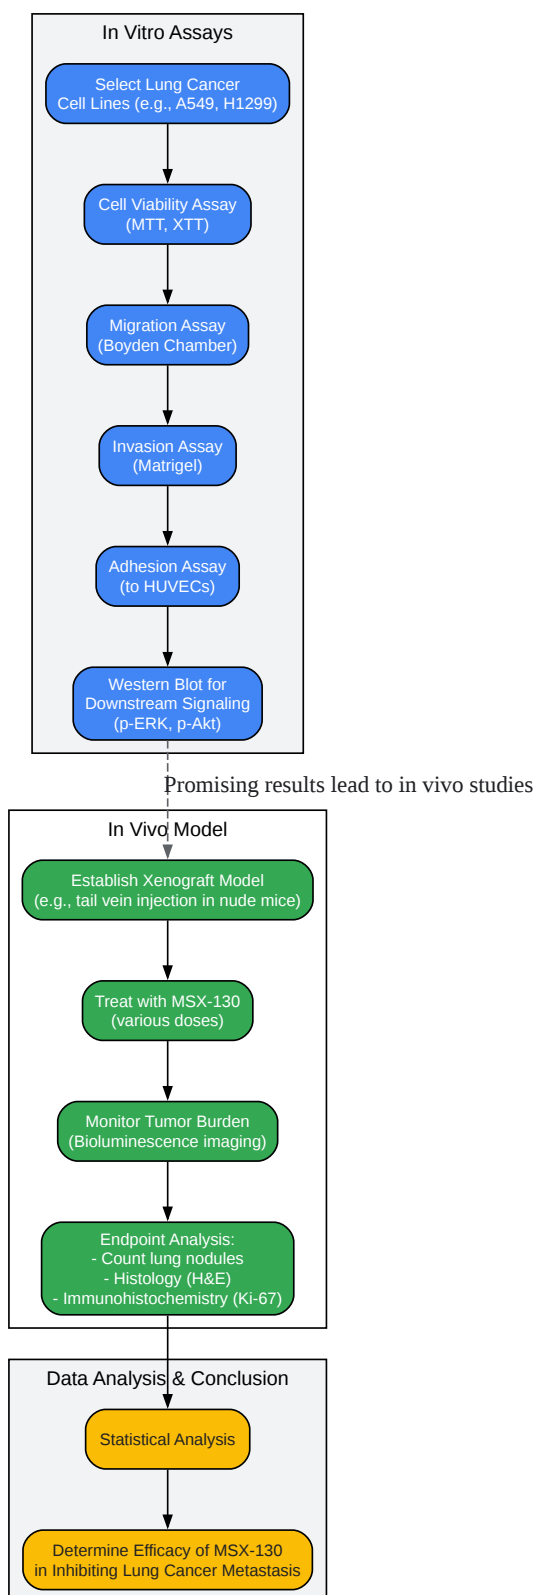 In Vitro Assays
Select Lung Cancer
Cell Lines (e.g., A549, H1299)
Cell Viability Assay
(MTT, XTT)
Migration Assay
(Boyden Chamber)
Invasion Assay
(Matrigel)
Adhesion Assay
(to HUVECs)
Western Blot for
Downstream Signaling
(p-ERK, p-Akt)
Promising results lead to in vivo studies
In Vivo Model
Establish Xenograft Model
(e.g., tail vein injection in nude mice)
Treat with MSX-130
(various doses)
Monitor Tumor Burden
(Bioluminescence imaging)
Endpoint Analysis:
- Count lung nodules
- Histology (H&E)
- Immunohistochemistry (Ki-67)
Data Analysis & Conclusion
Statistical Analysis
Determine Efficacy of MSX-130
in Inhibiting Lung Cancer Metastasis